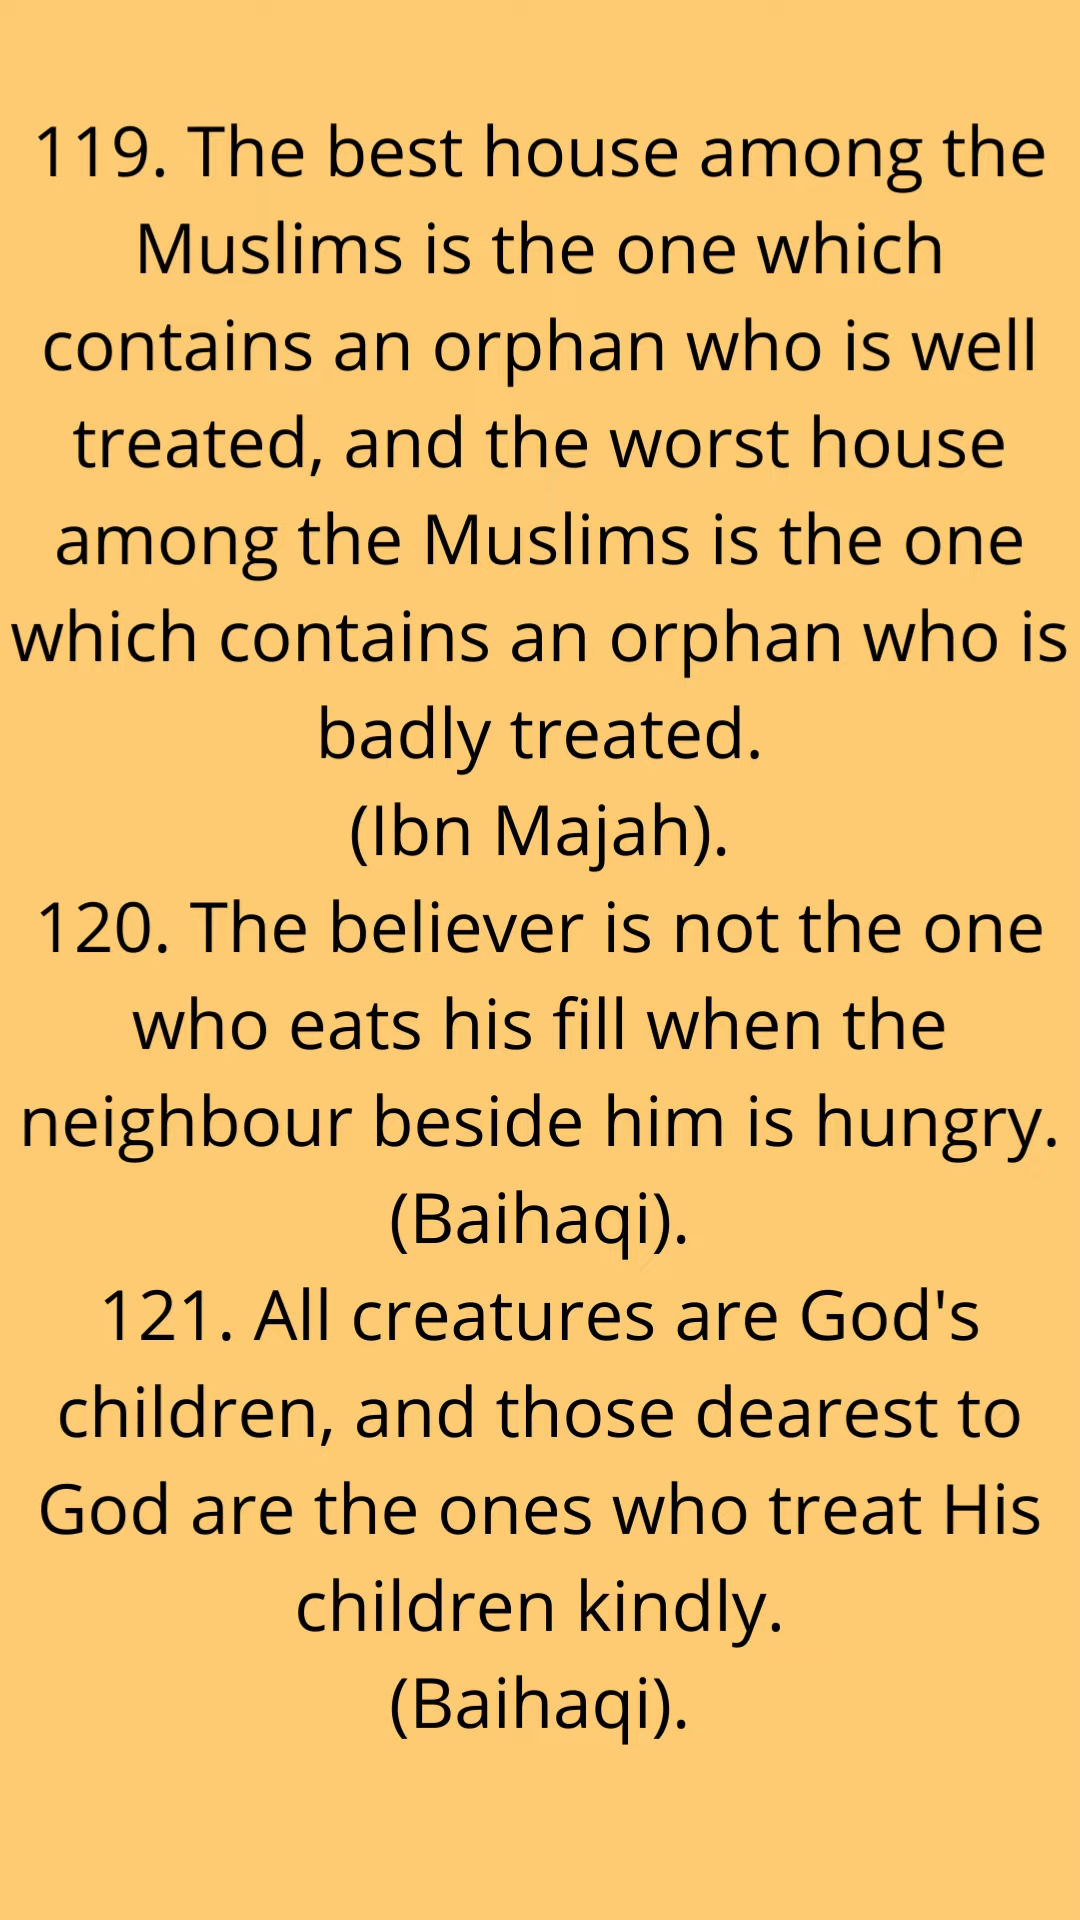 119. The best house among the
Muslims is the one which
contains an orphan who is well
treated, and the worst house
among the Muslims is the one
which contains an orphan who is
badly treated.
(Ibn Majah).
120. The believer is not the one
who eats his fill when the
neighbour beside him is hungry.
(Baihaqi).
121. All creatures are God's
children, and those dearest to
God are the ones who treat His
children kindly.
(Baihaqi).